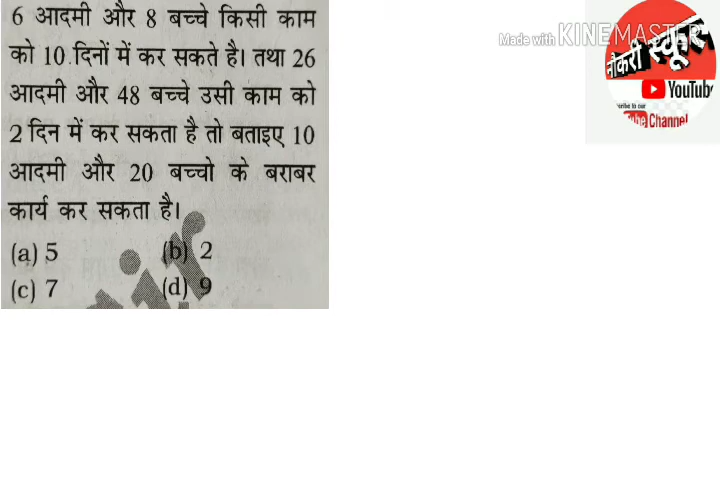 6 आदमी और 8 बच्चे किसी काम
को 10 दिनों में कर सकते है। तथा 26
आदमी और 48 बच्चे उसी काम को
2 दिन में कर सकता है तो बताइए 10
आदमी और 20 बच्चो के बराबर
कार्य कर सकता है।
(a) 5 (b) 2
(c) 7 (d) 9
Made with KINEMASTER
नौकरी स्कूल
YouTub
Channel